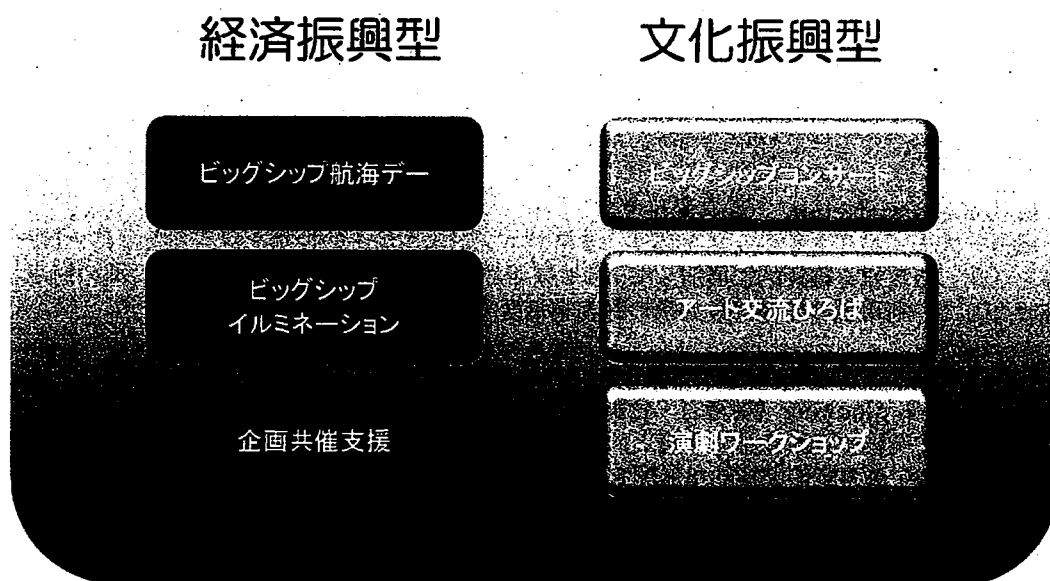 経済振興型
ビッグシップ航海デー
ビッグシップ
イルミネーション
企画共催支援
文化振興型
ビッグシップコンサート
アート交流ひろば
演劇ワークショップ